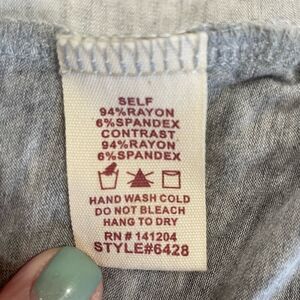 SELF
94%RAYON
6%SPANDEX
CONTRAST
94%RAYON
6%SPANDEX
HAND WASH COLD
DO NOT BLEACH
HANG TO DRY
RN # 141204
STYLE#6428